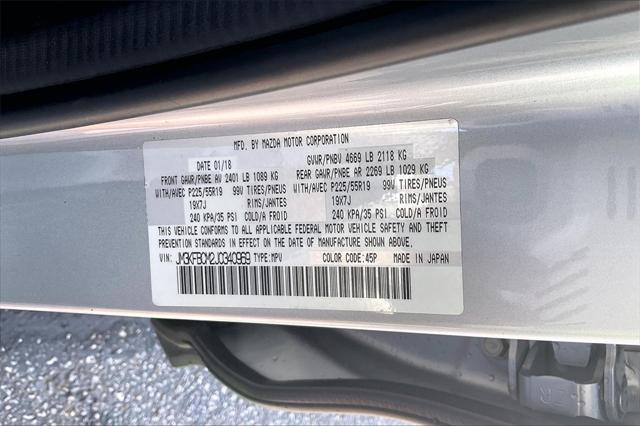 MFD. BY MAZDA MOTOR CORPORATION
DATE 01/18 GVWR/PNBV 4669 LB 2118 KG
FRONT GAWR/PNBE AV 2401 LB 1089 KG REAR GAWR/PNBE AR 2269 LB 1029 KG
WITH/AVEC P225/55R19 99V TIRES/PNEUS WITH/AVEC P225/55R19 99V TIRES/PNEUS
19X7J RIMS/JANTES 19X7J RIMS/JANTES
240 KPA/35 PSI COLD/A FROID 240 KPA/35 PSI COLD/A FROID
THIS VEHICLE CONFORMS TO ALL APPLICABLE FEDERAL MOTOR VEHICLE SAFETY AND THEFT
PREVENTION STANDARDS IN EFFECT ON THE DATE OF MANUFACTURE SHOWN ABOVE.
VIN: JM3KFBCM2J0340969 TYPE:MPV COLOR CODE:45P MADE IN JAPAN